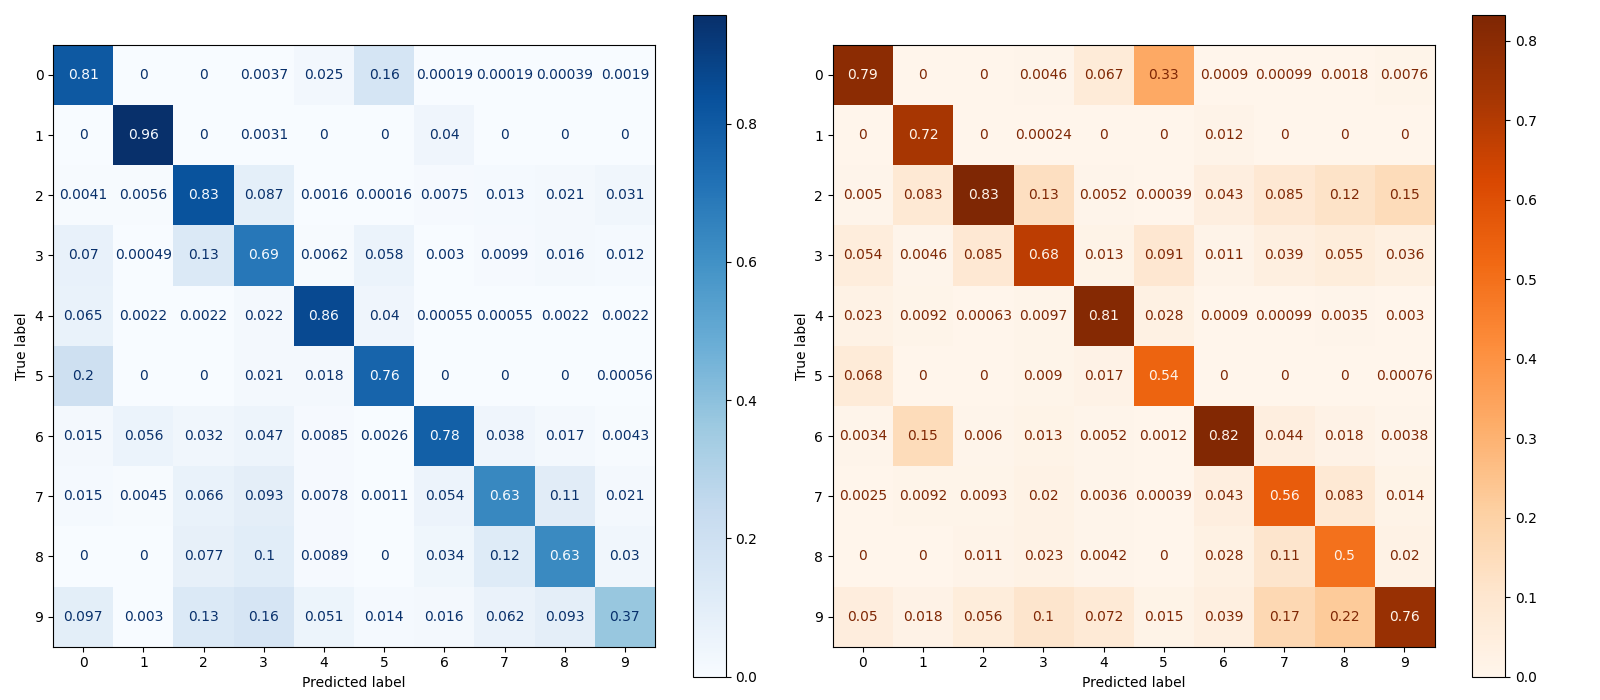 0 0.81 0 0 0.0037 0.025 0.16 0.00019 0.00019 0.00039 0.0019
1 0 0.96 0 0.0031 0 0 0.04 0 0 0
2 0.0041 0.0056 0.83 0.087 0.0016 0.00016 0.0075 0.013 0.021 0.031
3 0.07 0.00049 0.13 0.69 0.0062 0.058 0.003 0.0099 0.016 0.012
4 0.065 0.0022 0.0022 0.022 0.86 0.04 0.00055 0.00055 0.0022 0.0022
5 0.2 0 0 0.021 0.018 0.76 0 0 0 0.00056
6 0.015 0.056 0.032 0.047 0.0085 0.0026 0.78 0.038 0.017 0.0043
7 0.015 0.0045 0.066 0.093 0.0078 0.0011 0.054 0.63 0.11 0.021
8 0 0 0.077 0.1 0.0089 0 0.034 0.12 0.63 0.03
9 0.097 0.003 0.13 0.16 0.051 0.014 0.016 0.062 0.093 0.37
0 1 2 3 4 5 6 7 8 9
Predicted label
True label
0.8
0.6
0.4
0.2
0.0
0 0.79 0 0 0.0046 0.067 0.33 0.0009 0.00099 0.0018 0.0076
1 0 0.72 0 0.00024 0 0 0.012 0 0 0
2 0.005 0.083 0.83 0.13 0.0052 0.00039 0.043 0.085 0.12 0.15
3 0.054 0.0046 0.085 0.68 0.013 0.091 0.011 0.039 0.055 0.036
4 0.023 0.0092 0.00063 0.0097 0.81 0.028 0.0009 0.00099 0.0035 0.003
5 0.068 0 0 0.009 0.017 0.54 0 0 0 0.00076
6 0.0034 0.15 0.006 0.013 0.0052 0.0012 0.82 0.044 0.018 0.0038
7 0.0025 0.0092 0.0093 0.02 0.0036 0.00039 0.043 0.56 0.083 0.014
8 0 0 0.011 0.023 0.0042 0 0.028 0.11 0.5 0.02
9 0.05 0.018 0.056 0.1 0.072 0.015 0.039 0.17 0.22 0.76
0 1 2 3 4 5 6 7 8 9
Predicted label
True label
0.8
0.7
0.6
0.5
0.4
0.3
0.2
0.1
0.0